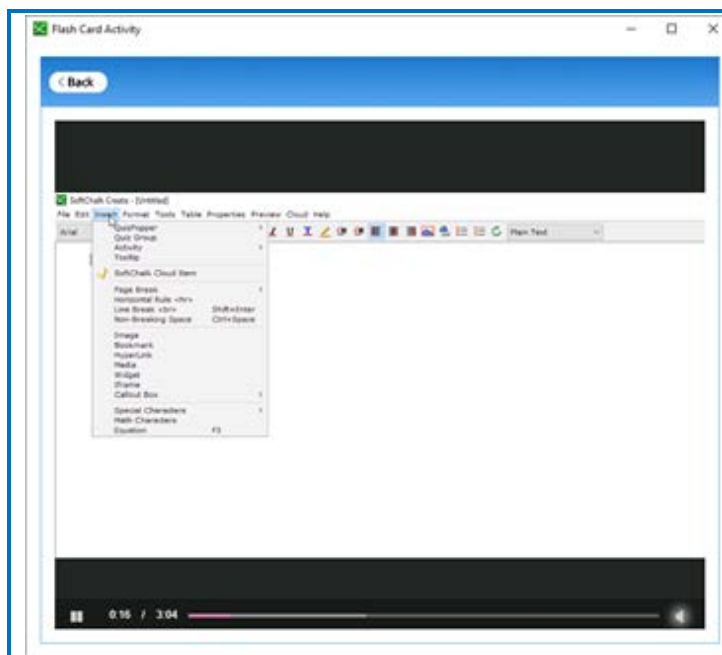 Flash Card Activity
< Back
SoftChalk Create - [Untitled]
File Edit Insert Format Tools Table Properties Preview Cloud Help
Arial U I Plain Text
QuizPopper
Quiz Group
Activity
Tooltip
SoftChalk Cloud Item
Page Break
Horizontal Rule <hr>
Line Break <br> Shift+Enter
Non-Breaking Space Ctrl+Space
Image
Bookmark
HyperLink
Media
Widget
Iframe
Callout Box
Special Characters
Math Characters
Equation F3
0:16 / 3:04